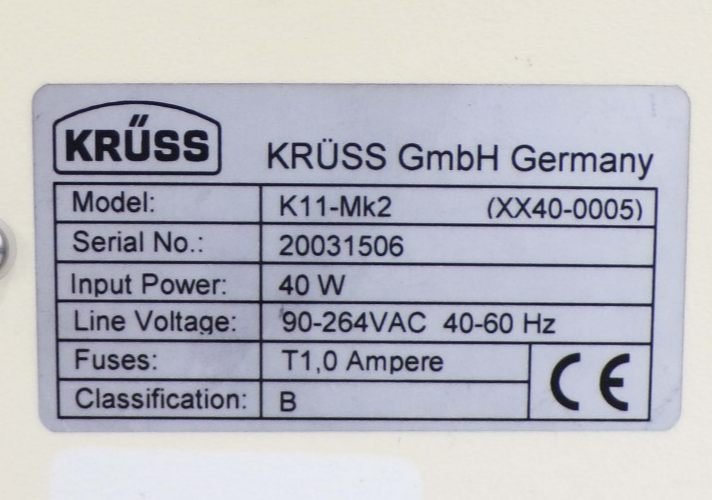 KRŰSS
KRÜSS GmbH Germany
Model: K11-Mk2 (XX40-0005)
Serial No.: 20031506
Input Power: 40 W
Line Voltage: 90-264VAC 40-60 Hz
Fuses: T1,0 Ampere
Classification: B
CE